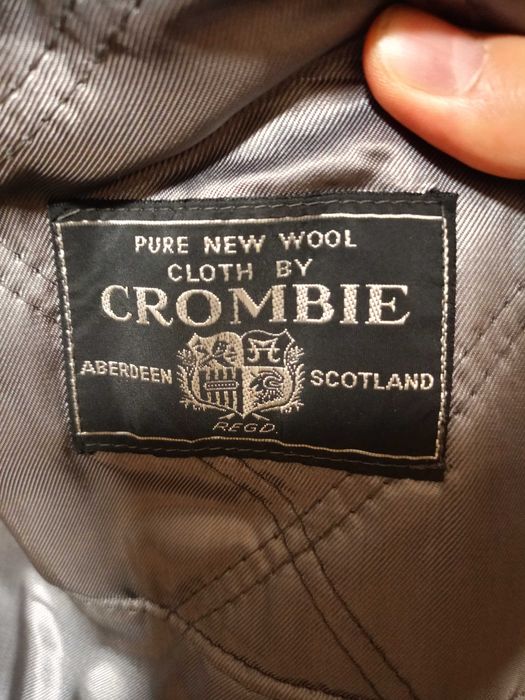 PURE NEW WOOL
CLOTH BY
CROMBIE
ABERDEEN SCOTLAND
REGD.